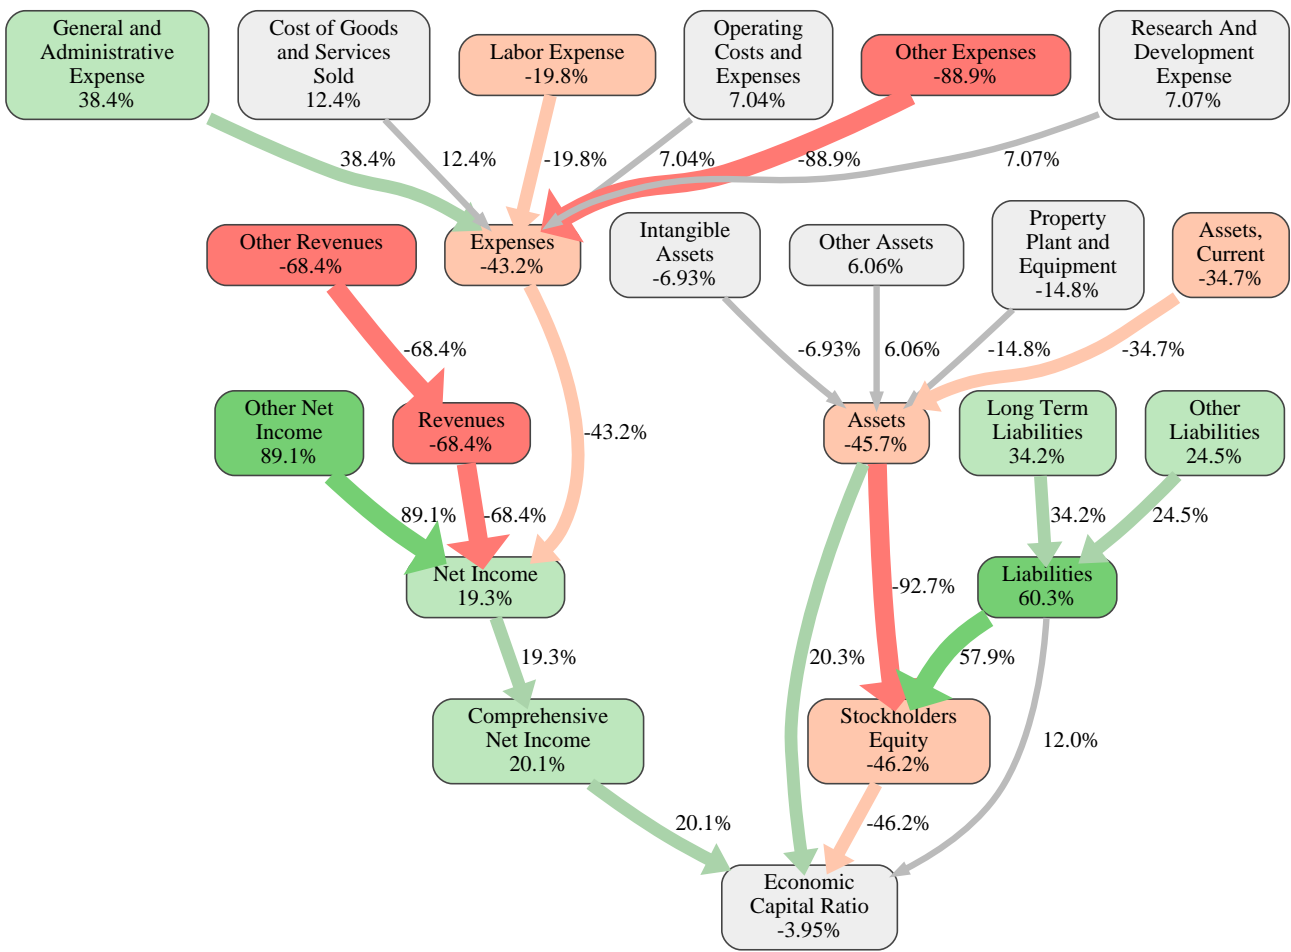 General and
Administrative
Expense
38.4%
Cost of Goods
and Services
Sold
12.4%
Labor Expense
-19.8%
Operating
Costs and
Expenses
7.04%
Other Expenses
-88.9%
Research And
Development
Expense
7.07%
38.4%
12.4%
-19.8%
7.04%
-88.9%
7.07%
Other Revenues
-68.4%
Expenses
-43.2%
Intangible
Assets
-6.93%
Other Assets
6.06%
Property
Plant and
Equipment
-14.8%
Assets,
Current
-34.7%
-68.4%
-6.93%
6.06%
-14.8%
-34.7%
Other Net
Income
89.1%
Revenues
-68.4%
-43.2%
Assets
-45.7%
Long Term
Liabilities
34.2%
Other
Liabilities
24.5%
89.1%
-68.4%
34.2%
24.5%
Net Income
19.3%
-92.7%
Liabilities
60.3%
19.3%
20.3%
57.9%
Comprehensive
Net Income
20.1%
Stockholders
Equity
-46.2%
12.0%
20.1%
-46.2%
Economic
Capital Ratio
-3.95%